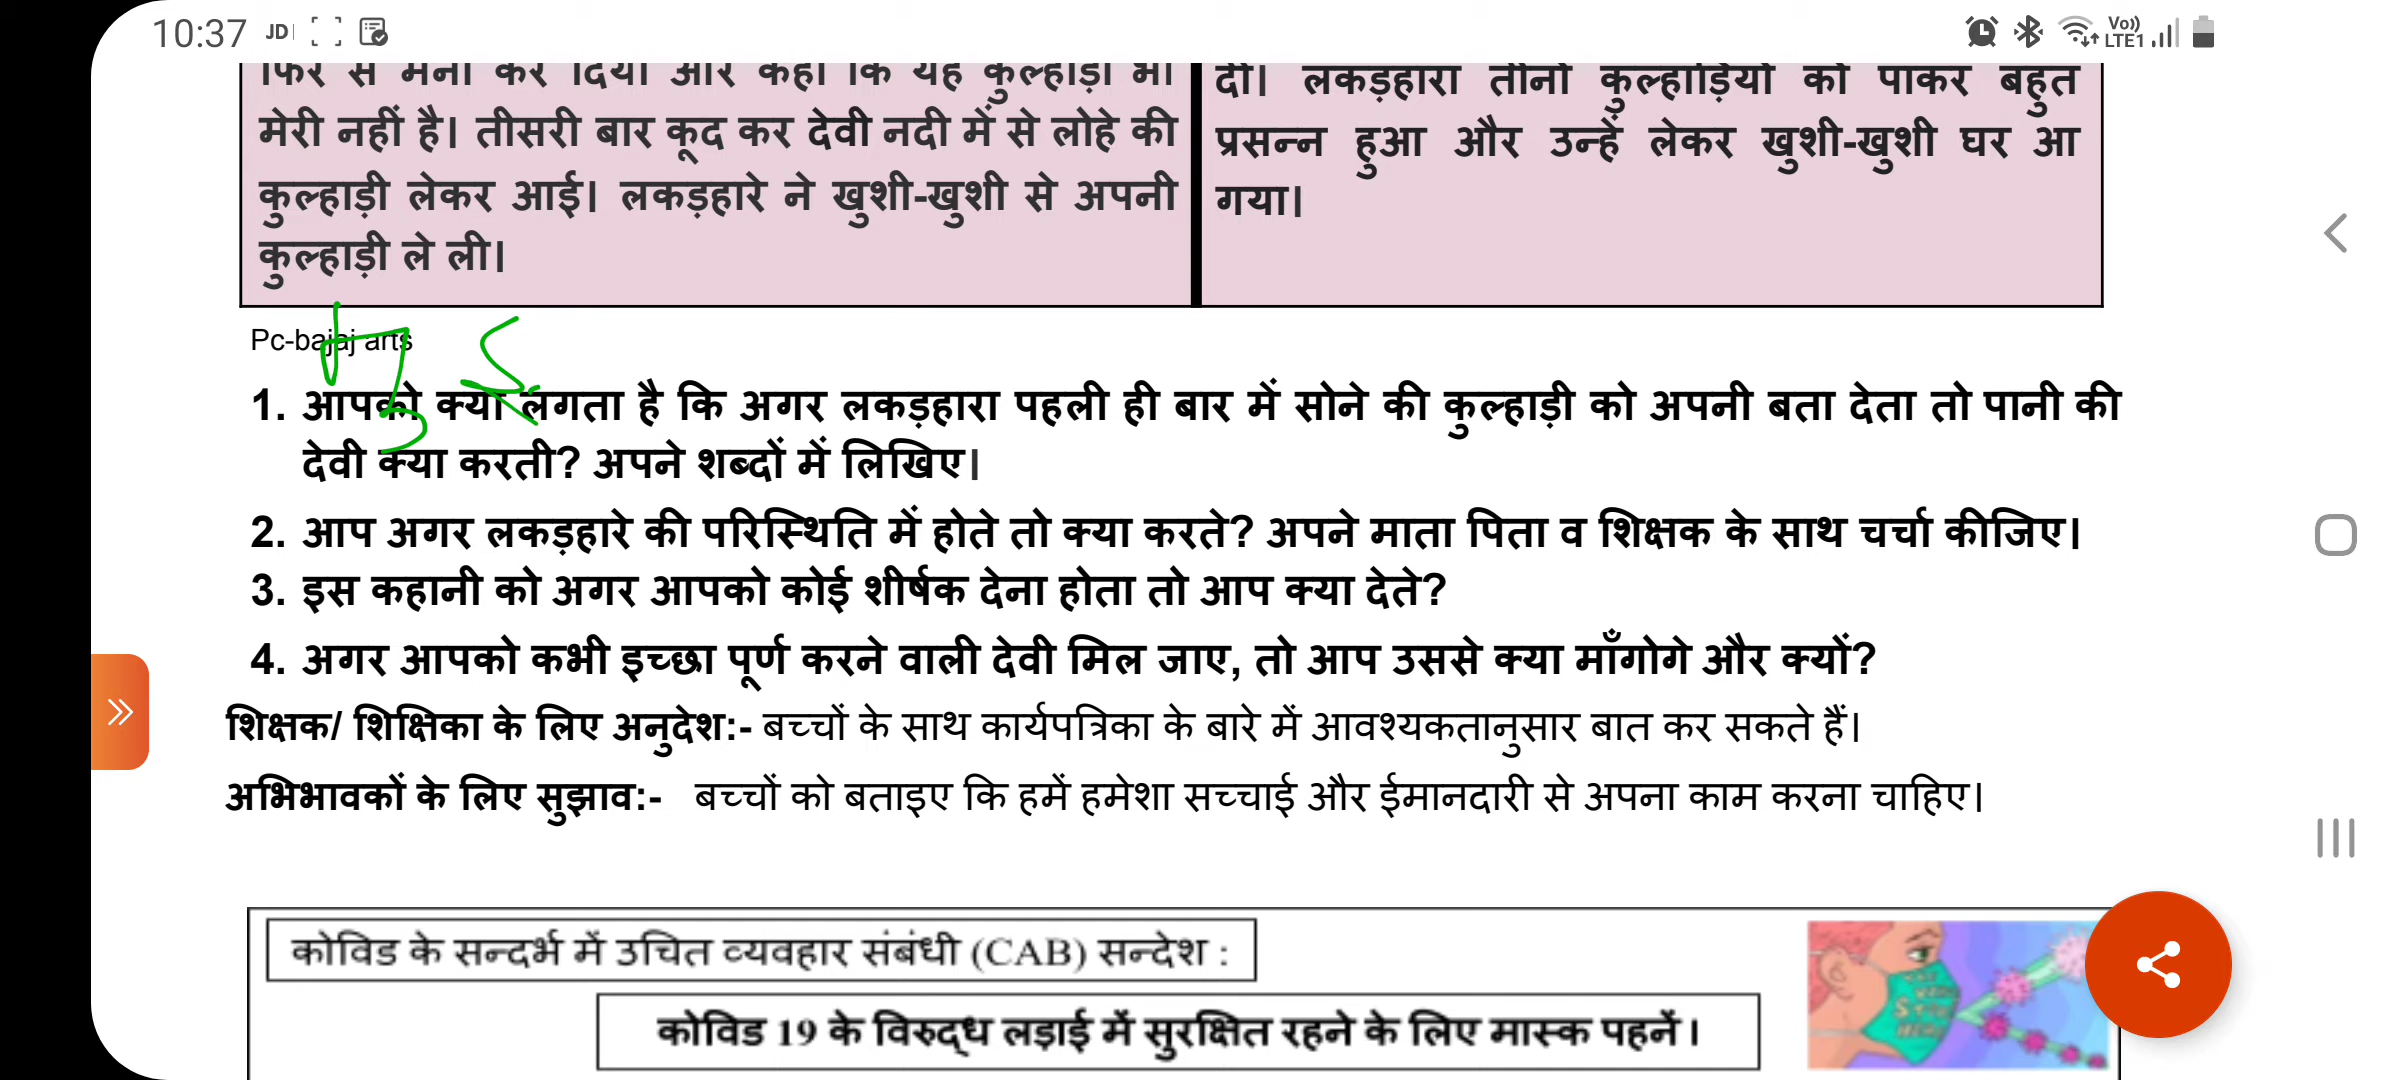 10:37 JD
Vo)) LTE1
फिर से मना कर दिया और कहा कि यह कुल्हाड़ी भी
मेरी नहीं है। तीसरी बार कूद कर देवी नदी में से लोहे की
कुल्हाड़ी लेकर आई। लकड़हारे ने खुशी-खुशी से अपनी
कुल्हाड़ी ले ली।
दी। लकड़हारा तीनों कुल्हाड़ियों को पाकर बहुत
प्रसन्न हुआ और उन्हें लेकर खुशी-खुशी घर आ
गया।
Pc-bajaj arts
1. आपको क्या लगता है कि अगर लकड़हारा पहली ही बार में सोने की कुल्हाड़ी को अपनी बता देता तो पानी की
देवी क्या करती? अपने शब्दों में लिखिए।
2. आप अगर लकड़हारे की परिस्थिति में होते तो क्या करते? अपने माता पिता व शिक्षक के साथ चर्चा कीजिए।
3. इस कहानी को अगर आपको कोई शीर्षक देना होता तो आप क्या देते?
4. अगर आपको कभी इच्छा पूर्ण करने वाली देवी मिल जाए, तो आप उससे क्या माँगोगे और क्यों?
शिक्षक/ शिक्षिका के लिए अनुदेश:- बच्चों के साथ कार्यपत्रिका के बारे में आवश्यकतानुसार बात कर सकते हैं।
अभिभावकों के लिए सुझाव:- बच्चों को बताइए कि हमें हमेशा सच्चाई और ईमानदारी से अपना काम करना चाहिए।
कोविड के सन्दर्भ में उचित व्यवहार संबंधी (CAB) सन्देश :
कोविड 19 के विरुद्ध लड़ाई में सुरक्षित रहने के लिए मास्क पहनें।